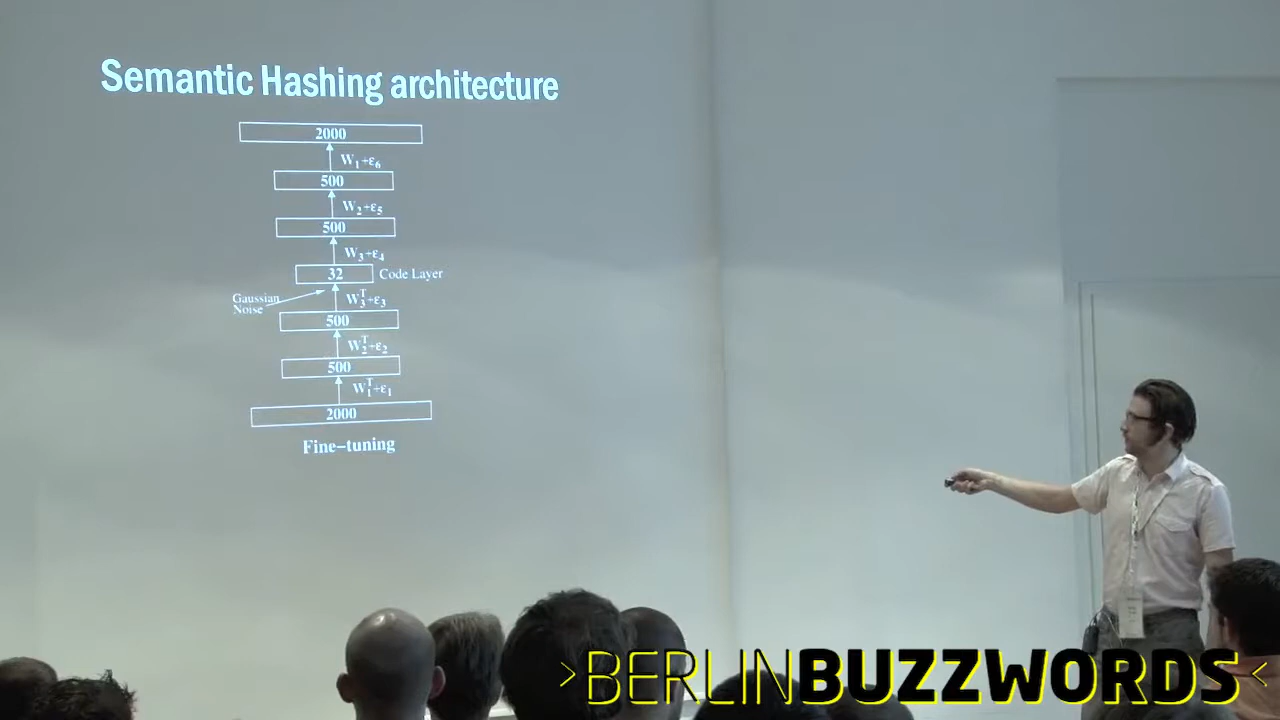 Semantic Hashing architecture
2000
W₁+ε₆
500
W₂+ε₅
500
W₃+ε₄
32
Code Layer
Gaussian
Noise
W₃ᵀ+ε₃
500
W₂ᵀ+ε₂
500
W₁ᵀ+ε₁
2000
Fine-tuning
>BERLINBUZZWORDS<